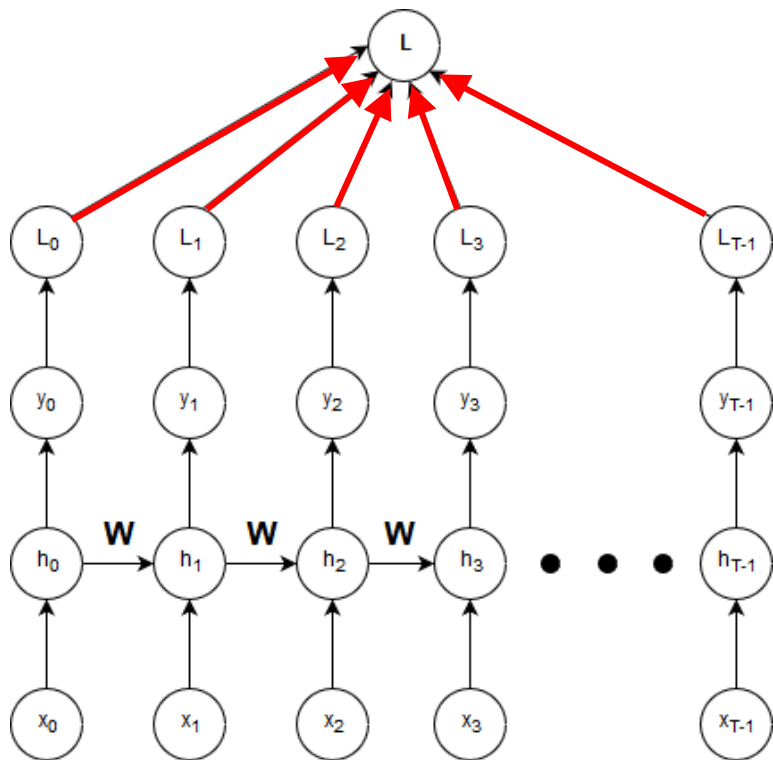 L
L0 L1 L2 L3 LT-1
y0 y1 y2 y3 yT-1
W W W
h0 h1 h2 h3 hT-1
x0 x1 x2 x3 xT-1